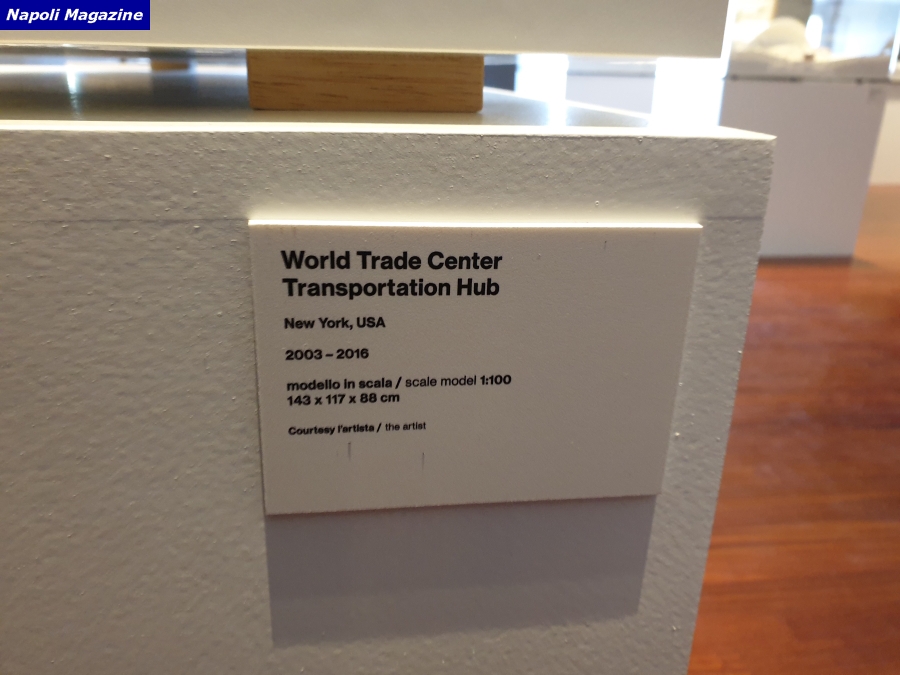 Napoli Magazine
World Trade Center
Transportation Hub
New York, USA
2003 – 2016
modello in scala / scale model 1:100
143 x 117 x 88 cm
Courtesy l'artista / the artist